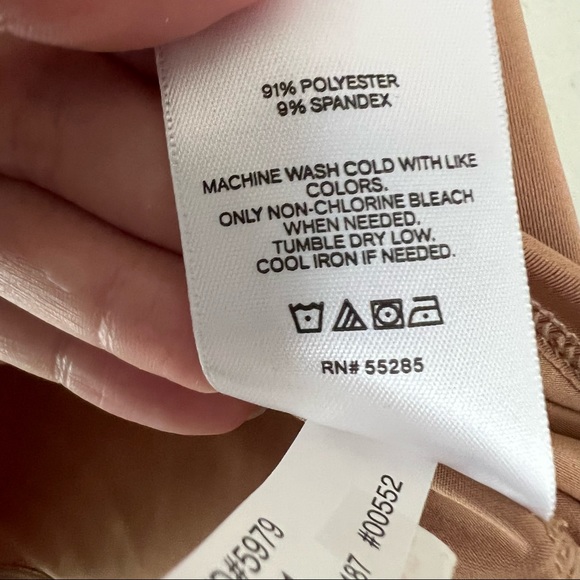 91% POLYESTER
9% SPANDEX
MACHINE WASH COLD WITH LIKE
COLORS.
ONLY NON-CHLORINE BLEACH
WHEN NEEDED.
TUMBLE DRY LOW.
COOL IRON IF NEEDED.
RN# 55285
#5979
87 #00552